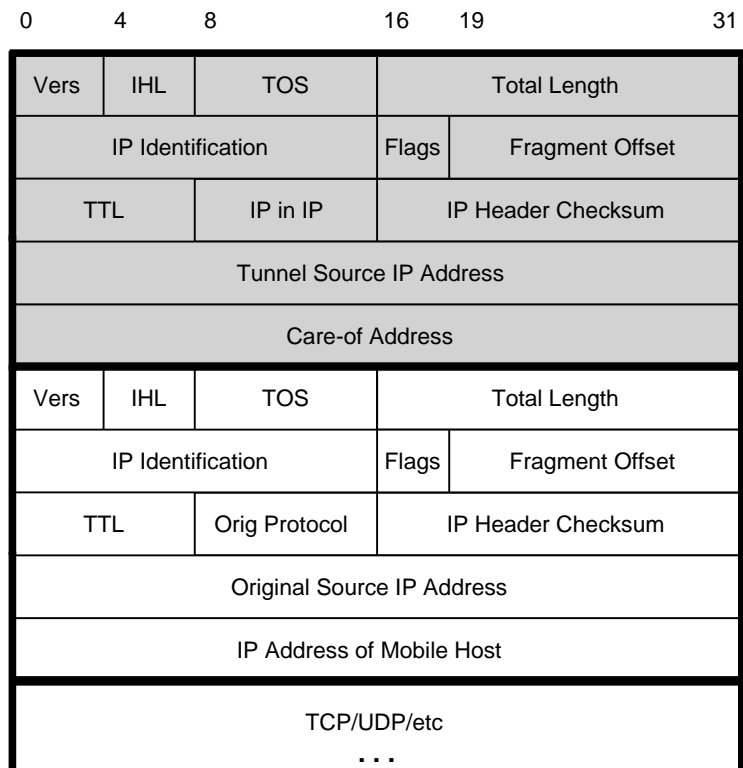 0 4 8 16 19 31
Vers IHL TOS Total Length
IP Identification Flags Fragment Offset
TTL IP in IP IP Header Checksum
Tunnel Source IP Address
Care-of Address
Vers IHL TOS Total Length
IP Identification Flags Fragment Offset
TTL Orig Protocol IP Header Checksum
Original Source IP Address
IP Address of Mobile Host
TCP/UDP/etc
...